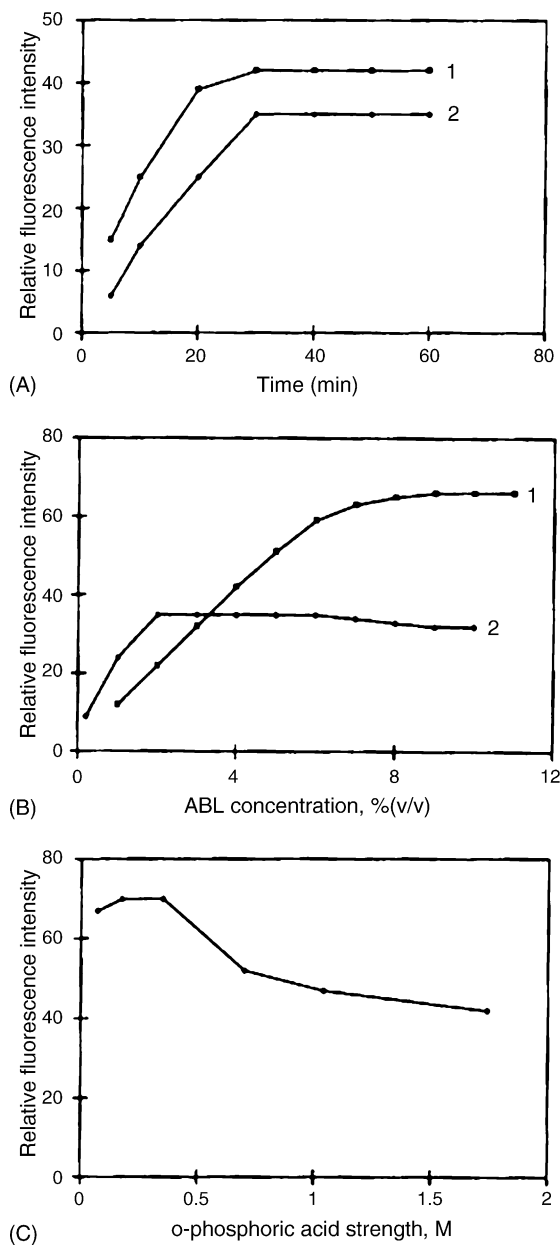 50
40
30
20
10
0
Relative fluorescence intensity
1
2
0 20 40 60 80
(A) Time (min)
80
60
40
20
0
Relative fluorescence intensity
1
2
0 4 8 12
(B) ABL concentration, %(v/v)
80
60
40
20
0
Relative fluorescence intensity
0 0.5 1 1.5 2
(C) o-phosphoric acid strength, M